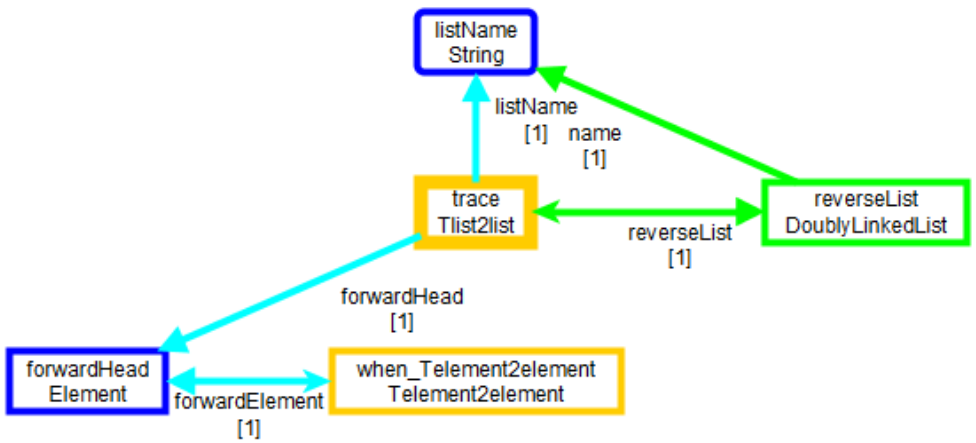 listName
String
listName
[1]
name
[1]
trace
Tlist2list
reverseList
[1]
reverseList
DoublyLinkedList
forwardHead
[1]
forwardHead
Element
forwardElement
[1]
when_Telement2element
Telement2element